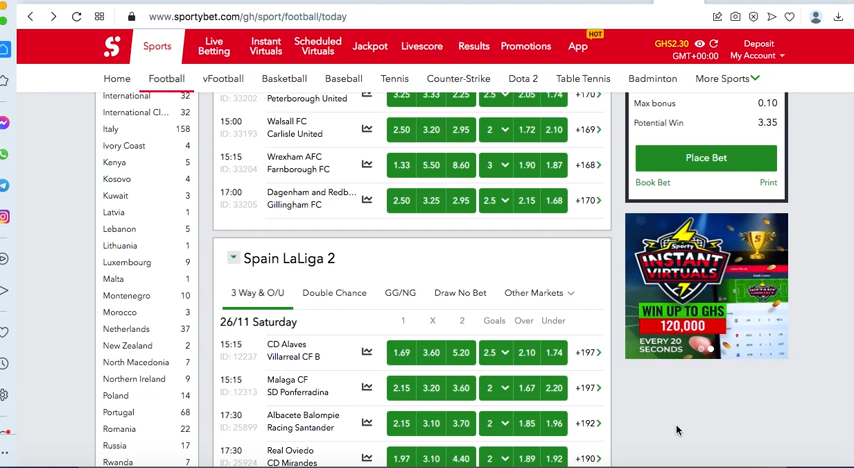 www.sportybet.com/gh/sport/football/today
Sports
Live Betting
Instant Virtuals
Scheduled Virtuals
Jackpot
Livescore
Results
Promotions
HOT
App
GHS2.30
GMT+00:00
Deposit
My Account
Home
Football
vFootball
Basketball
Baseball
Tennis
Counter-Strike
Dota 2
Table Tennis
Badminton
More Sports
International 32
International Cl... 32
Italy 158
Ivory Coast 4
Kenya 5
Kosovo 4
Kuwait 3
Latvia 1
Lebanon 5
Lithuania 1
Luxembourg 9
Malta 1
Montenegro 10
Morocco 3
Netherlands 37
New Zealand 2
North Macedonia 7
Northern Ireland 9
Poland 14
Portugal 68
Romania 22
Russia 17
Rwanda 7
ID: 33202 Peterborough United 3.25 3.33 2.25 2.5 2.05 1.74 +170
15:00 Walsall FC
ID: 33193 Carlisle United 2.50 3.20 2.95 2 1.72 2.10 +169
15:15 Wrexham AFC
ID: 33204 Farnborough FC 1.33 5.50 8.60 3 1.90 1.87 +168
17:00 Dagenham and Redb...
ID: 33205 Gillingham FC 2.50 3.25 2.95 2.5 2.15 1.68 +170
Spain LaLiga 2
3 Way & O/U Double Chance GG/NG Draw No Bet Other Markets
26/11 Saturday 1 X 2 Goals Over Under
15:15 CD Alaves
ID: 12237 Villarreal CF B 1.69 3.60 5.20 2.5 2.10 1.74 +197
15:15 Malaga CF
ID: 12313 SD Ponferradina 2.15 3.20 3.60 2 1.67 2.20 +197
17:30 Albacete Balompie
ID: 25899 Racing Santander 2.15 3.10 3.70 2 1.85 1.96 +192
17:30 Real Oviedo
ID: 25924 CD Mirandes 1.97 3.10 4.40 2 1.89 1.92 +190
Max bonus 0.10
Potential Win 3.35
Place Bet
Book Bet Print
Sporty
INSTANT
VIRTUALS
WIN UP TO GHS
120,000
EVERY 20
SECONDS